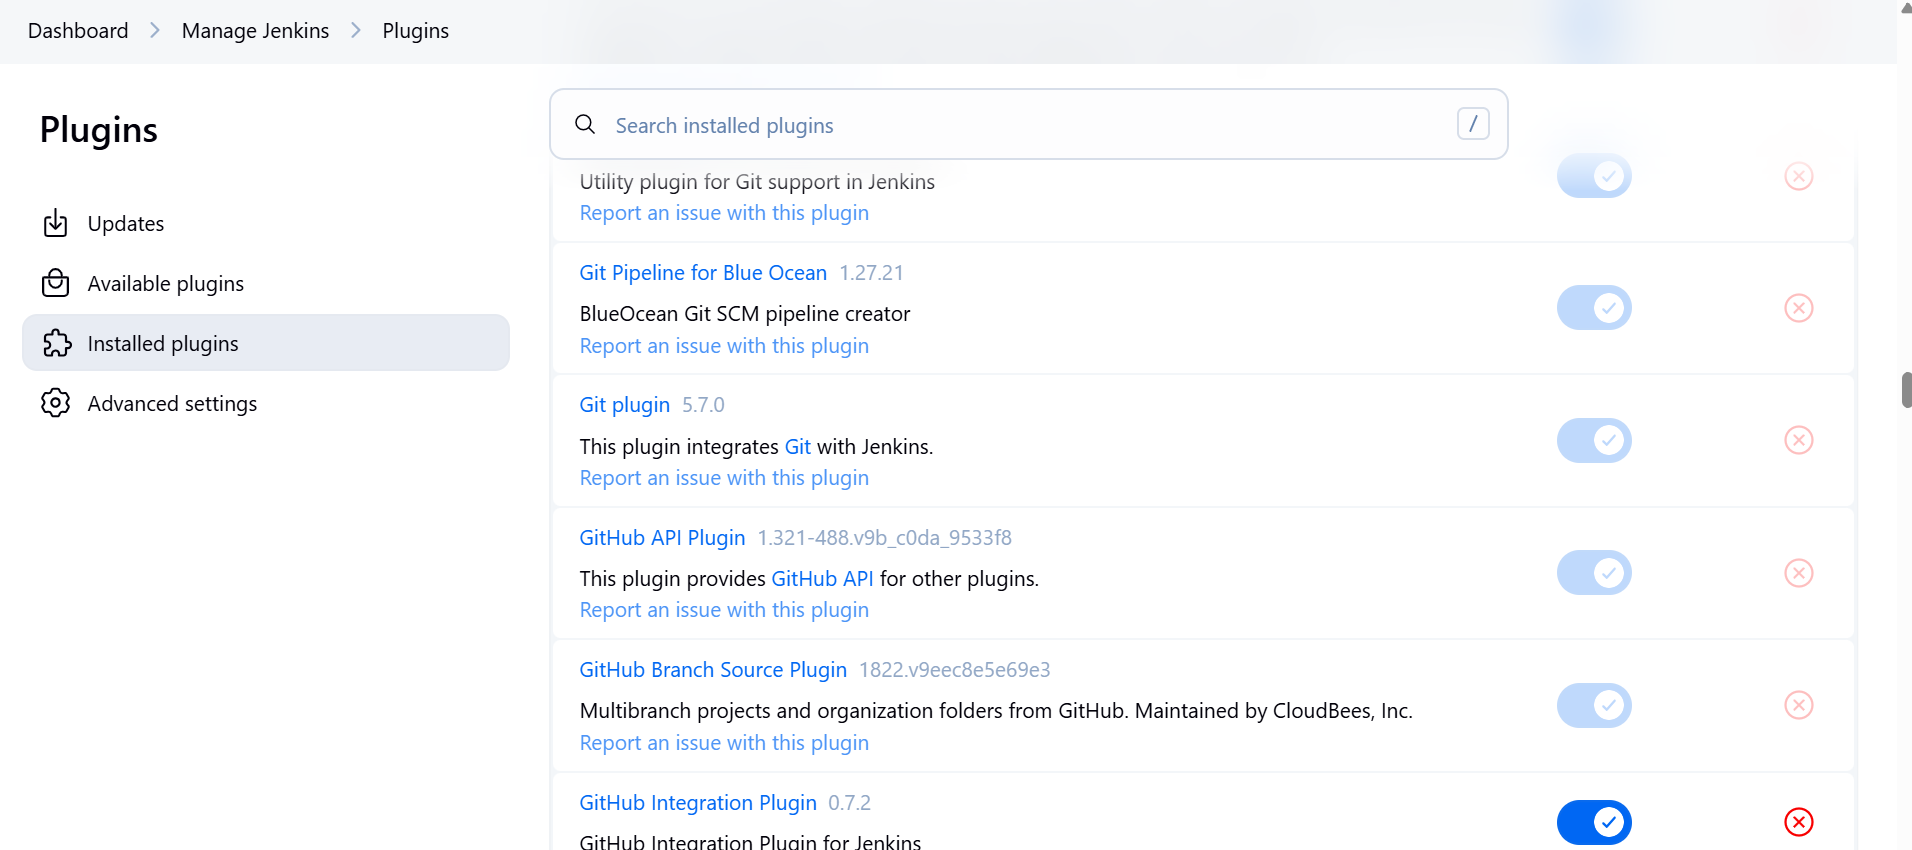 Dashboard > Manage Jenkins > Plugins
Plugins
Updates
Available plugins
Installed plugins
Advanced settings
Search installed plugins /
Utility plugin for Git support in Jenkins
Report an issue with this plugin
Git Pipeline for Blue Ocean 1.27.21
BlueOcean Git SCM pipeline creator
Report an issue with this plugin
Git plugin 5.7.0
This plugin integrates Git with Jenkins.
Report an issue with this plugin
GitHub API Plugin 1.321-488.v9b_c0da_9533f8
This plugin provides GitHub API for other plugins.
Report an issue with this plugin
GitHub Branch Source Plugin 1822.v9eec8e5e69e3
Multibranch projects and organization folders from GitHub. Maintained by CloudBees, Inc.
Report an issue with this plugin
GitHub Integration Plugin 0.7.2
GitHub Integration Plugin for Jenkins